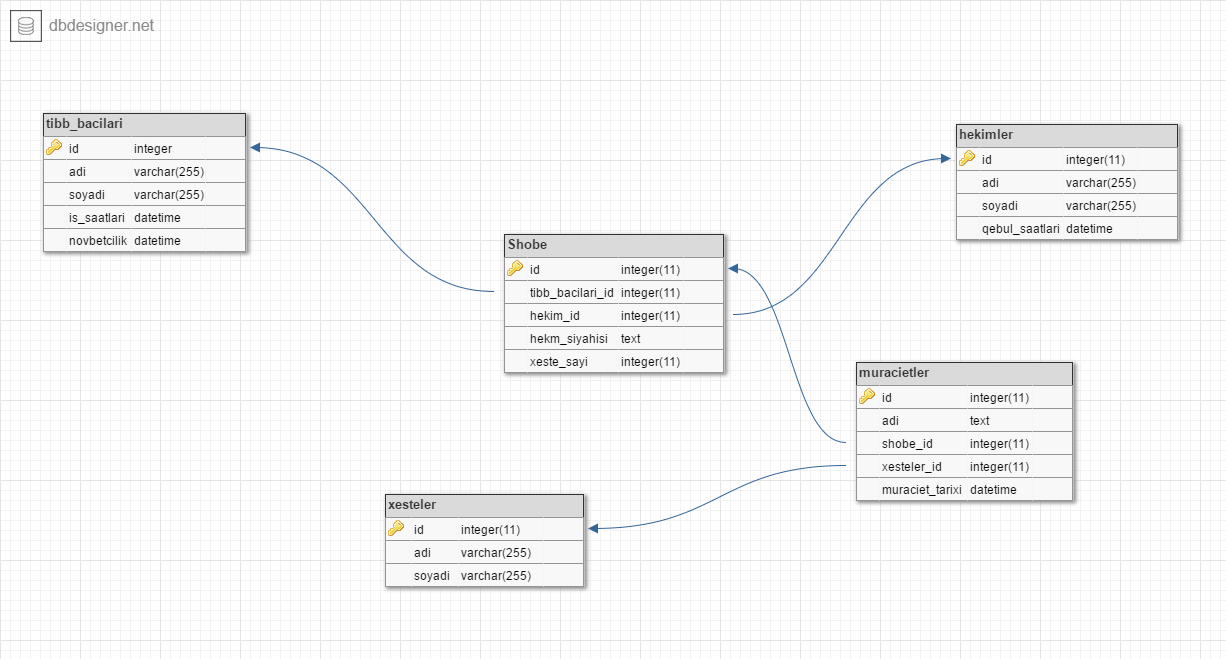 dbdesigner.net
tibb_bacilari
id integer
adi varchar(255)
soyadi varchar(255)
is_saatlari datetime
novbetcilik datetime
hekimler
id integer(11)
adi varchar(255)
soyadi varchar(255)
qebul_saatlari datetime
Shobe
id integer(11)
tibb_bacilari_id integer(11)
hekim_id integer(11)
hekm_siyahisi text
xeste_sayi integer(11)
muracietler
id integer(11)
adi text
shobe_id integer(11)
xesteler_id integer(11)
muraciet_tarixi datetime
xesteler
id integer(11)
adi varchar(255)
soyadi varchar(255)